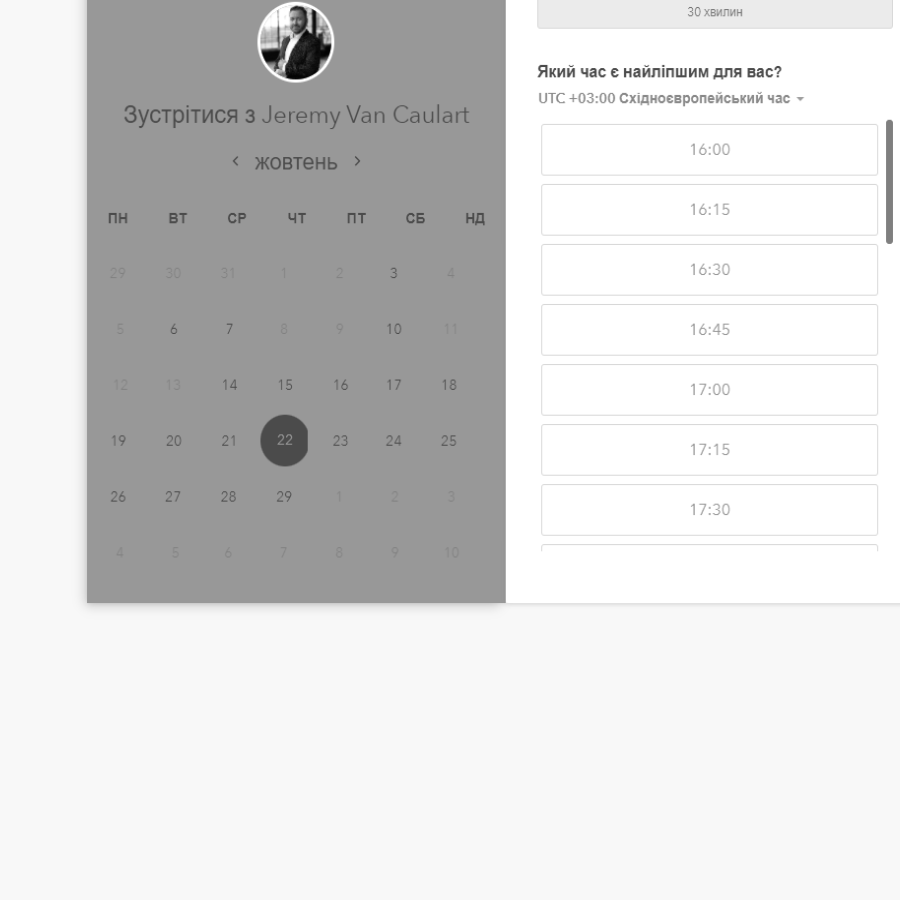 Зустрітися з Jeremy Van Caulart
жовтень
ПН ВТ СР ЧТ ПТ СБ НД
29 30 31 1 2 3 4
5 6 7 8 9 10 11
12 13 14 15 16 17 18
19 20 21 22 23 24 25
26 27 28 29 1 2 3
4 5 6 7 8 9 10
30 хвилин
Який час є найліпшим для вас?
UTC +03:00 Східноєвропейський час
16:00
16:15
16:30
16:45
17:00
17:15
17:30